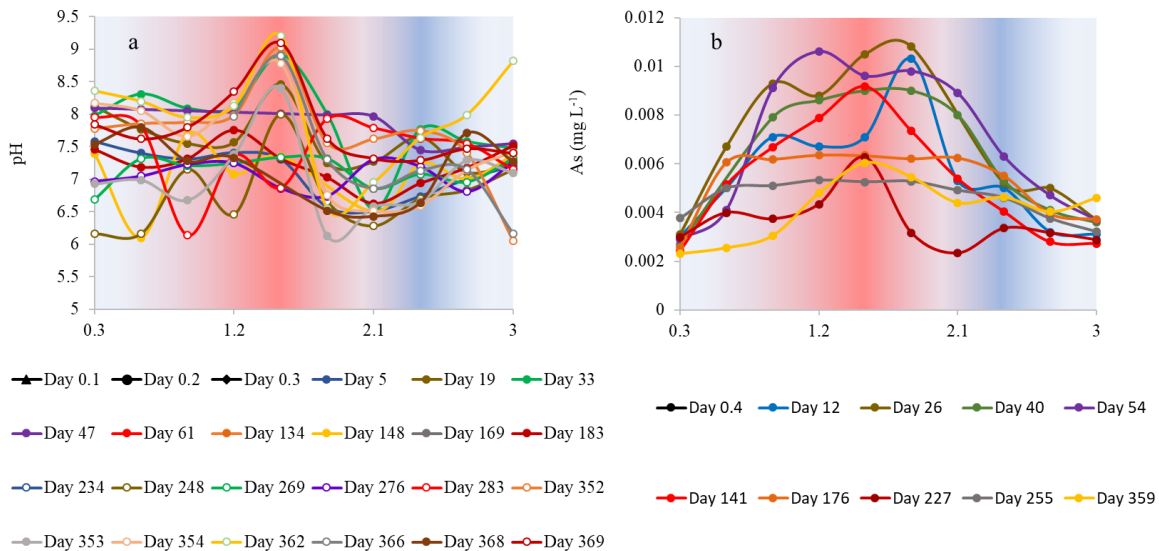 a
9.5
9
8.5
8
7.5
7
6.5
6
5.5
5
pH
0.3 1.2 2.1 3
Day 0.1 Day 0.2 Day 0.3 Day 5 Day 19 Day 33
Day 47 Day 61 Day 134 Day 148 Day 169 Day 183
Day 234 Day 248 Day 269 Day 276 Day 283 Day 352
Day 353 Day 354 Day 362 Day 366 Day 368 Day 369
b
0.012
0.01
0.008
0.006
0.004
0.002
0
As (mg L⁻¹)
0.3 1.2 2.1 3
Day 0.4 Day 12 Day 26 Day 40 Day 54
Day 141 Day 176 Day 227 Day 255 Day 359